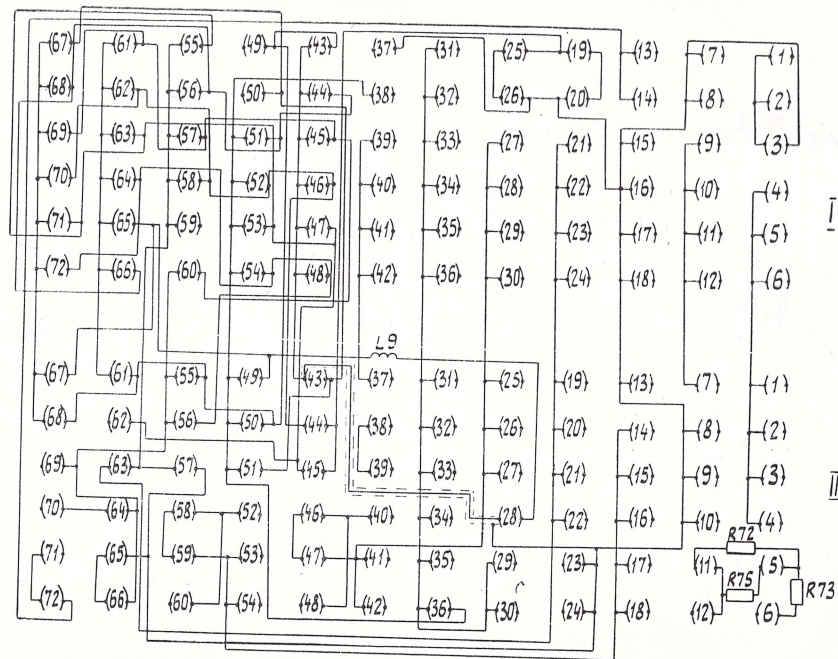 (67) (61) (55) (49) (43) (37) (31) (25) (19) (13) (7) (1)
(68) (62) (56) (50) (44) (38) (32) (26) (20) (14) (8) (2)
(69) (63) (57) (51) (45) (39) (33) (27) (21) (15) (9) (3)
(70) (64) (58) (52) (46) (40) (34) (28) (22) (16) (10) (4)
I
(71) (65) (59) (53) (47) (41) (35) (29) (23) (17) (11) (5)
(72) (66) (60) (54) (48) (42) (36) (30) (24) (18) (12) (6)
L9
(67) (61) (55) (49) (43) (37) (31) (25) (19) (13) (7) (1)
(68) (62) (56) (50) (44) (38) (32) (26) (20) (14) (8) (2)
(69) (63) (57) (51) (45) (39) (33) (27) (21) (15) (9) (3)
II
(70) (64) (58) (52) (46) (40) (34) (28) (22) (16) (10) (4)
R72
(71) (65) (59) (53) (47) (41) (35) (29) (23) (17) (11) (5)
R75 R73
(72) (66) (60) (54) (48) (42) (36) (30) (24) (18) (12) (6)